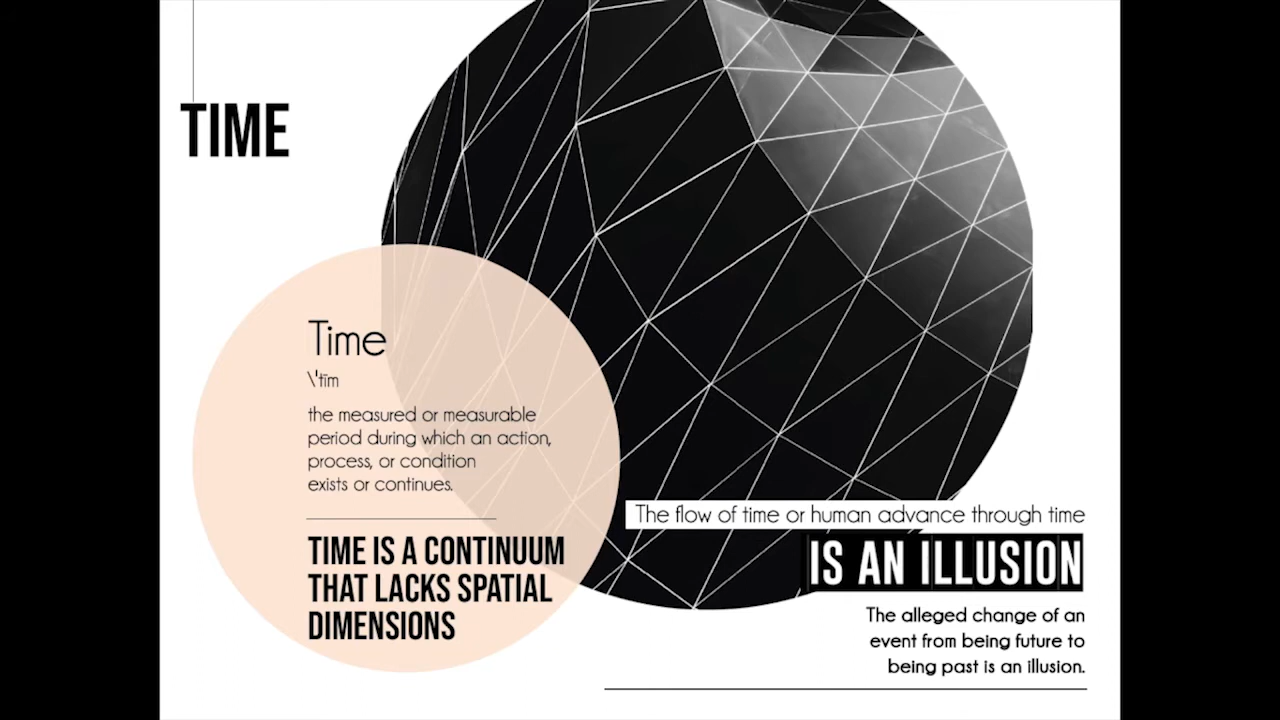 TIME
Time
\'tīm
the measured or measurable
period during which an action,
process, or condition
exists or continues.
TIME IS A CONTINUUM
THAT LACKS SPATIAL
DIMENSIONS
The flow of time or human advance through time
IS AN ILLUSION
The alleged change of an
event from being future to
being past is an illusion.